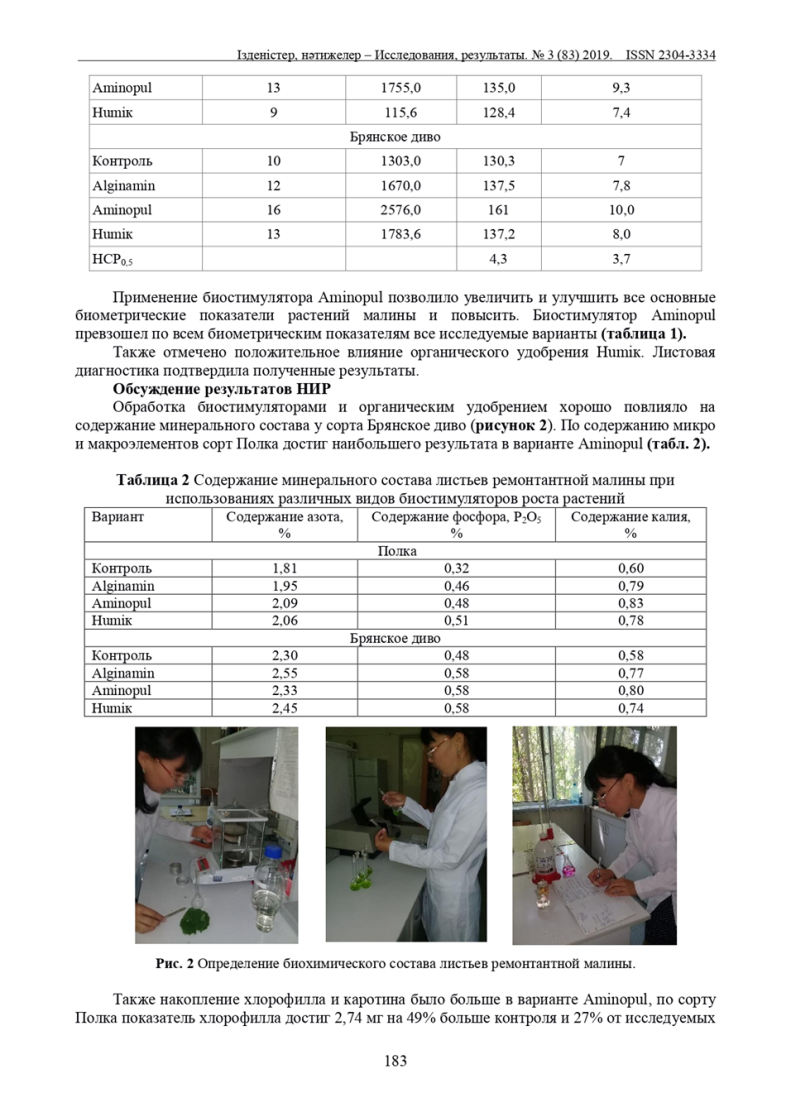 Ізденістер, нәтижелер – Исследования, результаты. № 3 (83) 2019. ISSN 2304-3334
Aminopul 13 1755,0 135,0 9,3
Humiк 9 115,6 128,4 7,4
Брянское диво
Контроль 10 1303,0 130,3 7
Alginamin 12 1670,0 137,5 7,8
Aminopul 16 2576,0 161 10,0
Humiк 13 1783,6 137,2 8,0
НСР0,5 4,3 3,7
Применение биостимулятора Aminopul позволило увеличить и улучшить все основные
биометрические показатели растений малины и повысить. Биостимулятор Aminopul
превзошел по всем биометрическим показателям все исследуемые варианты (таблица 1).
Также отмечено положительное влияние органического удобрения Humiк. Листовая
диагностика подтвердила полученные результаты.
Обсуждение результатов НИР
Обработка биостимуляторами и органическим удобрением хорошо повлияло на
содержание минерального состава у сорта Брянское диво (рисунок 2). По содержанию микро
и макроэлементов сорт Полка достиг наибольшего результата в варианте Aminopul (табл. 2).
Таблица 2 Содержание минерального состава листьев ремонтантной малины при
использованиях различных видов биостимуляторов роста растений
Вариант Содержание азота, Содержание фосфора, P2O5 Содержание калия,
% % %
Полка
Контроль 1,81 0,32 0,60
Alginamin 1,95 0,46 0,79
Aminopul 2,09 0,48 0,83
Humiк 2,06 0,51 0,78
Брянское диво
Контроль 2,30 0,48 0,58
Alginamin 2,55 0,58 0,77
Aminopul 2,33 0,58 0,80
Humiк 2,45 0,58 0,74
Рис. 2 Определение биохимического состава листьев ремонтантной малины.
Также накопление хлорофилла и каротина было больше в варианте Aminopul, по сорту
Полка показатель хлорофилла достиг 2,74 мг на 49% больше контроля и 27% от исследуемых
183